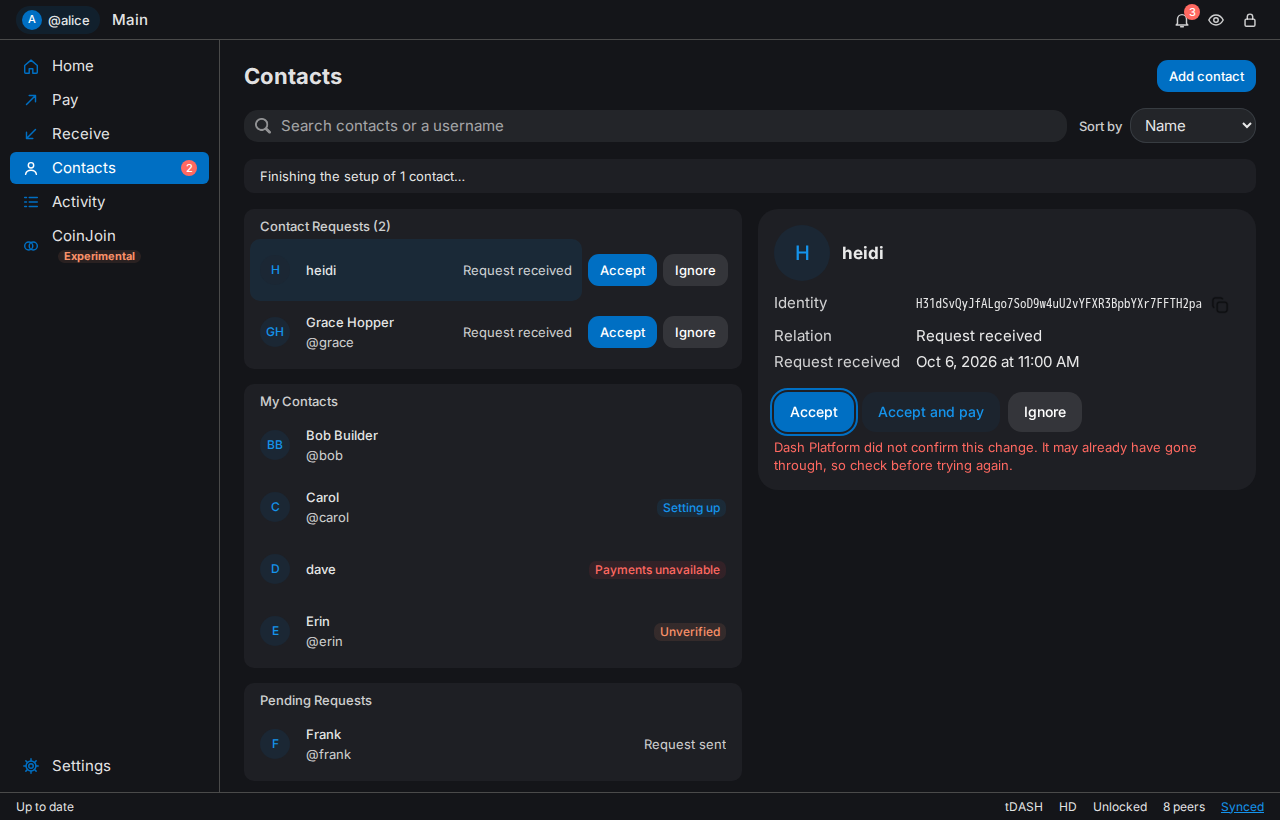 A @alice Main 3
Home
Pay
Receive
Contacts 2
Activity
CoinJoin
Experimental
Settings
Contacts
Add contact
Search contacts or a username
Sort by Name
Finishing the setup of 1 contact...
Contact Requests (2)
H heidi Request received Accept Ignore
GH Grace Hopper Request received Accept Ignore
@grace
My Contacts
BB Bob Builder
@bob
C Carol Setting up
@carol
D dave Payments unavailable
E Erin Unverified
@erin
Pending Requests
F Frank Request sent
@frank
H heidi
Identity H31dSvQyJfALgo7SoD9w4uU2vYFXR3BpbYXr7FFTH2pa
Relation Request received
Request received Oct 6, 2026 at 11:00 AM
Accept Accept and pay Ignore
Dash Platform did not confirm this change. It may already have gone
through, so check before trying again.
Up to date tDASH HD Unlocked 8 peers Synced